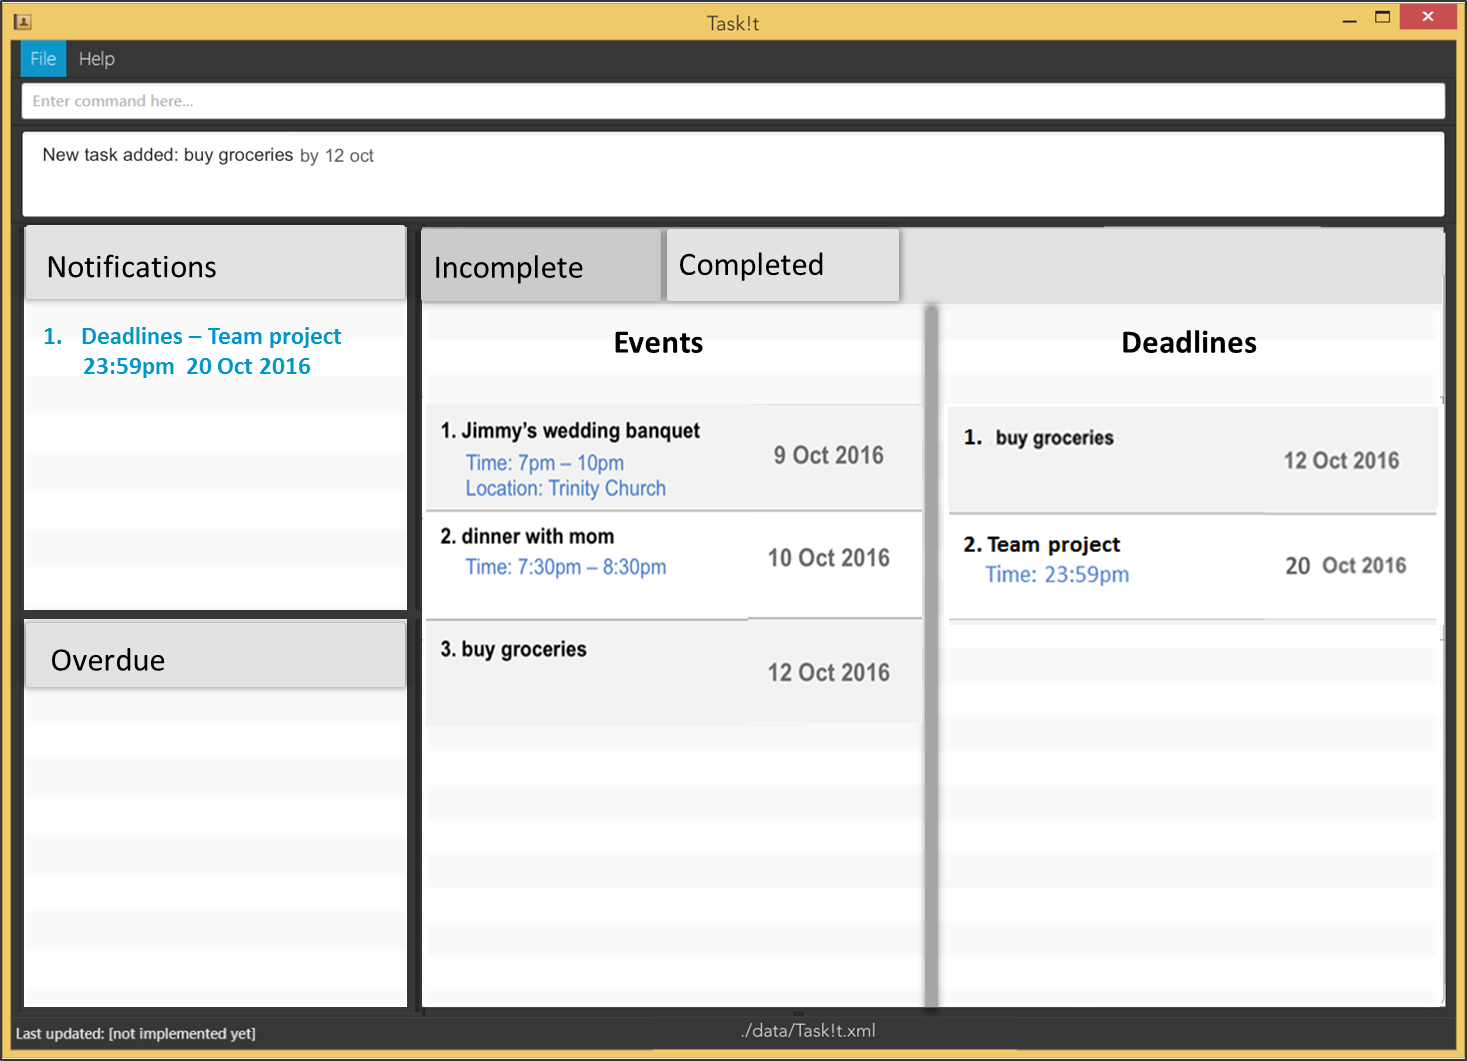 Task!t
File Help
Enter command here...
New task added: buy groceries by 12 oct
Notifications
1. Deadlines – Team project
23:59pm 20 Oct 2016
Overdue
Incomplete Completed
Events
1. Jimmy's wedding banquet
Time: 7pm – 10pm
Location: Trinity Church
9 Oct 2016
2. dinner with mom
Time: 7:30pm – 8:30pm
10 Oct 2016
3. buy groceries
12 Oct 2016
Deadlines
1. buy groceries
12 Oct 2016
2. Team project
Time: 23:59pm
20 Oct 2016
Last updated: [not implemented yet]
./data/Task!t.xml